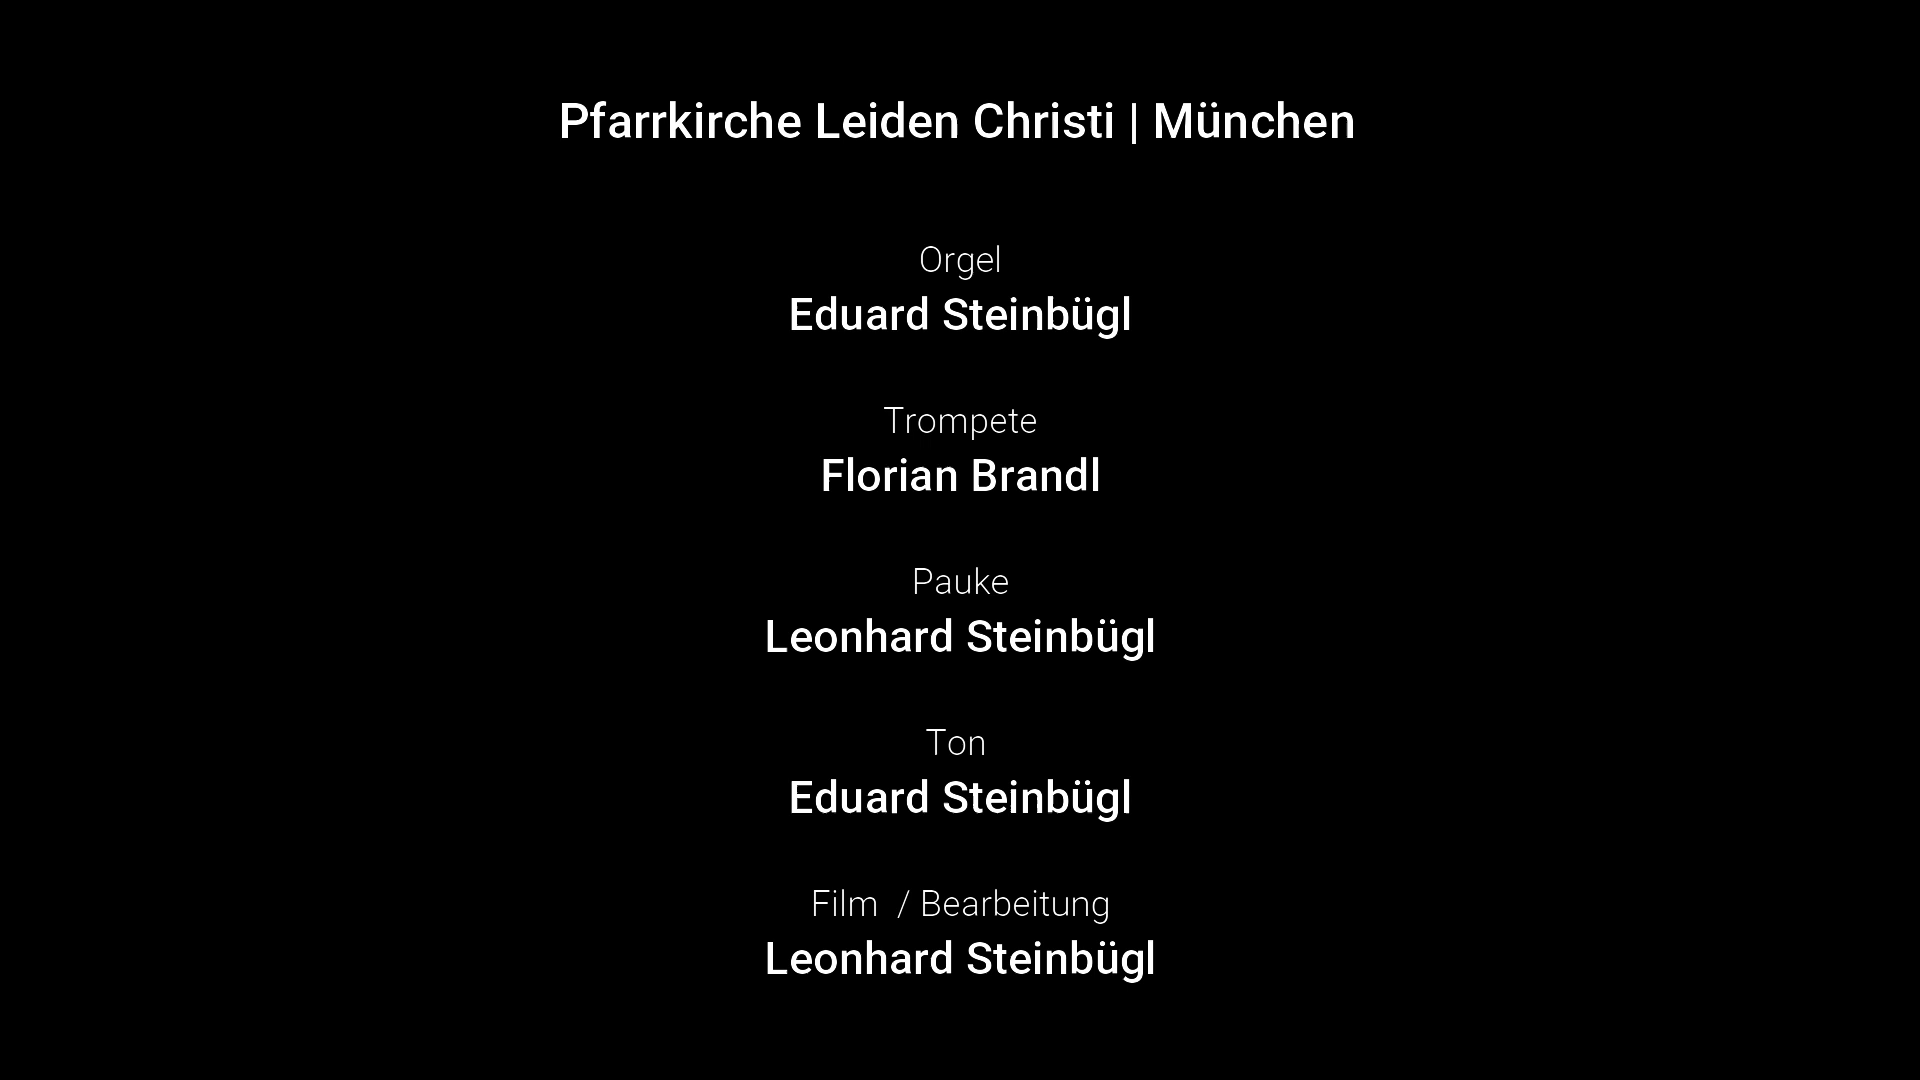 Pfarrkirche Leiden Christi | München
Orgel
Eduard Steinbügl
Trompete
Florian Brandl
Pauke
Leonhard Steinbügl
Ton
Eduard Steinbügl
Film / Bearbeitung
Leonhard Steinbügl